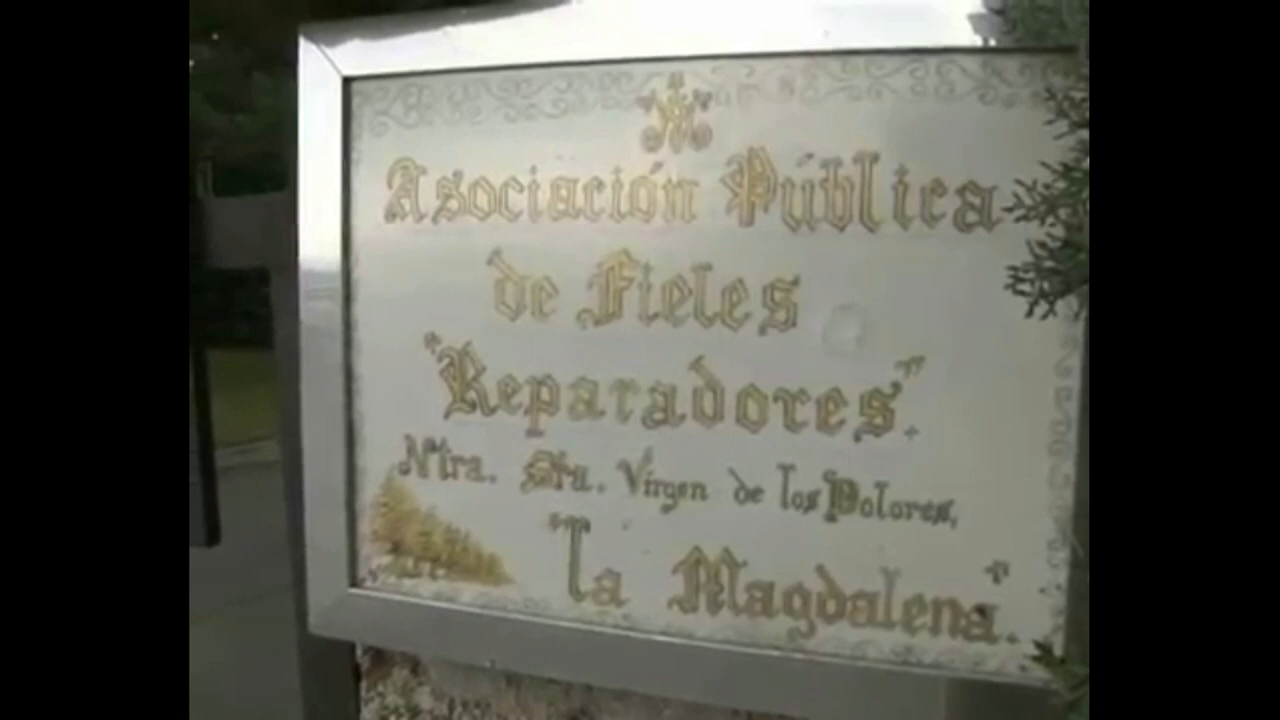 Asociación Pública
de Fieles
"Reparadores".
Ntra. Sra. Virgen de los Dolores,
"la Magdalena".